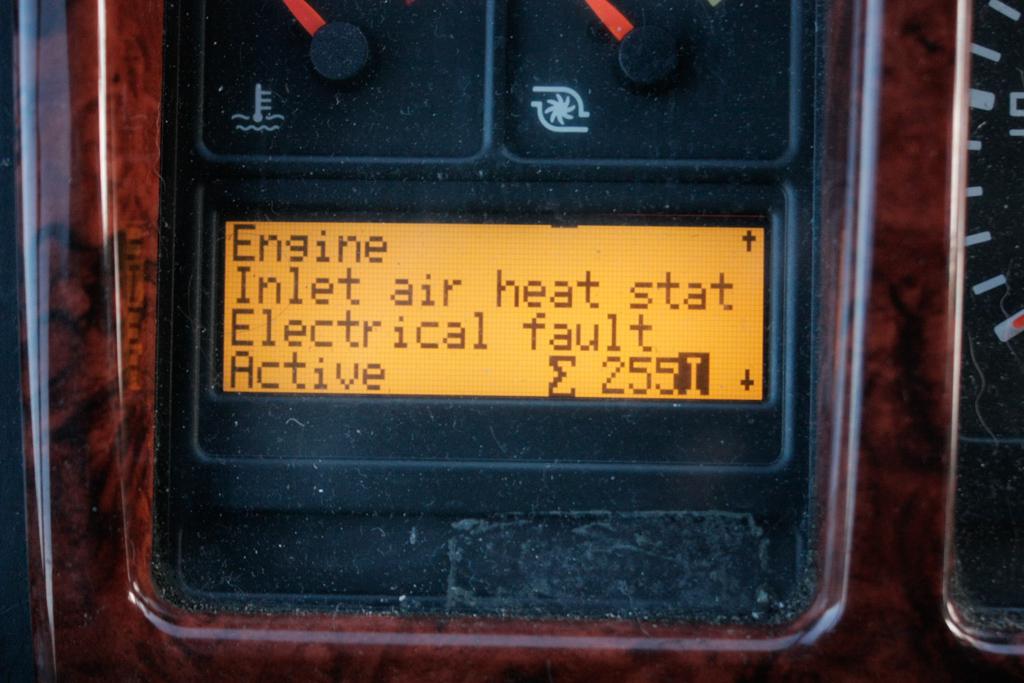 Engine
Inlet air heat stat
Electrical fault
Active Σ 255